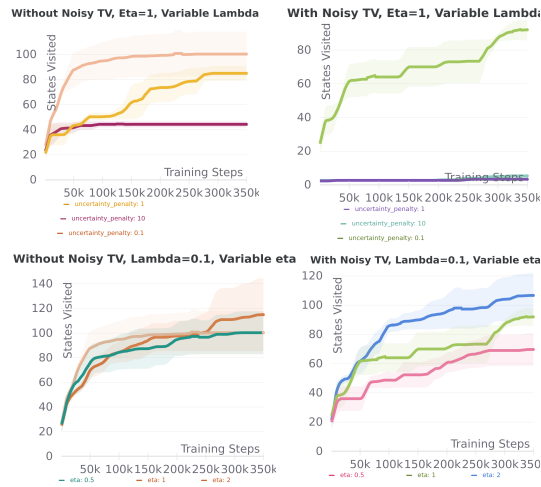 Without Noisy TV, Eta=1, Variable Lambda
States Visited
100
80
60
40
20
0
Training Steps
50k 100k 150k 200k 250k 300k 350k
uncertainty_penalty: 1
uncertainty_penalty: 10
uncertainty_penalty: 0.1
With Noisy TV, Eta=1, Variable Lambda
States Visited
80
60
40
20
0
Training Steps
50k 100k 150k 200k 250k 300k 350k
uncertainty_penalty: 1
uncertainty_penalty: 10
uncertainty_penalty: 0.1
Without Noisy TV, Lambda=0.1, Variable eta
States Visited
140
120
100
80
60
40
20
0
Training Steps
50k 100k 150k 200k 250k 300k 350k
eta: 0.5 eta: 1 eta: 2
With Noisy TV, Lambda=0.1, Variable eta
States Visited
120
100
80
60
40
20
0
Training Steps
50k 100k 150k 200k 250k 300k 350k
eta: 0.5 eta: 1 eta: 2